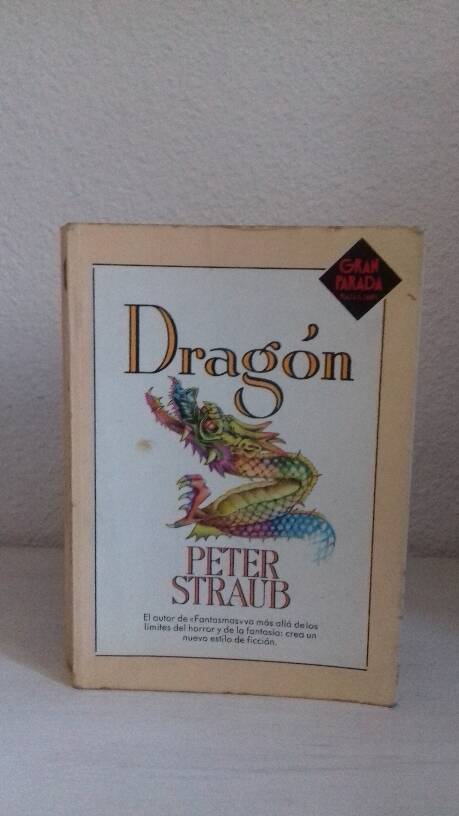 GRAN
PARADA
Dragón
PETER
STRAUB
El autor de «Fantasmas» va más allá de los
límites del horror y de la fantasía: crea un
nuevo estilo de ficción.